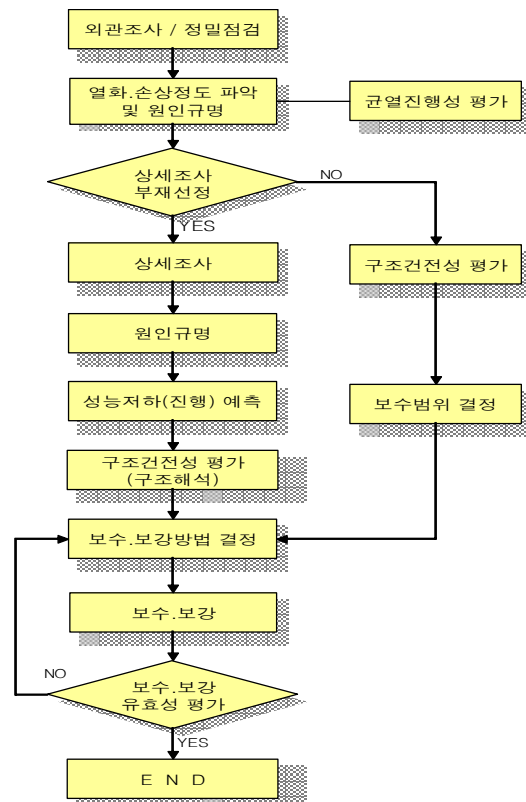 외관조사 / 정밀점검
열화.손상정도 파악
및 원인규명
균열진행성 평가
상세조사
부재선정
NO
YES
상세조사
구조건전성 평가
원인규명
성능저하(진행) 예측
보수범위 결정
구조건전성 평가
(구조해석)
보수.보강방법 결정
보수.보강
NO
보수.보강
유효성 평가
YES
E N D